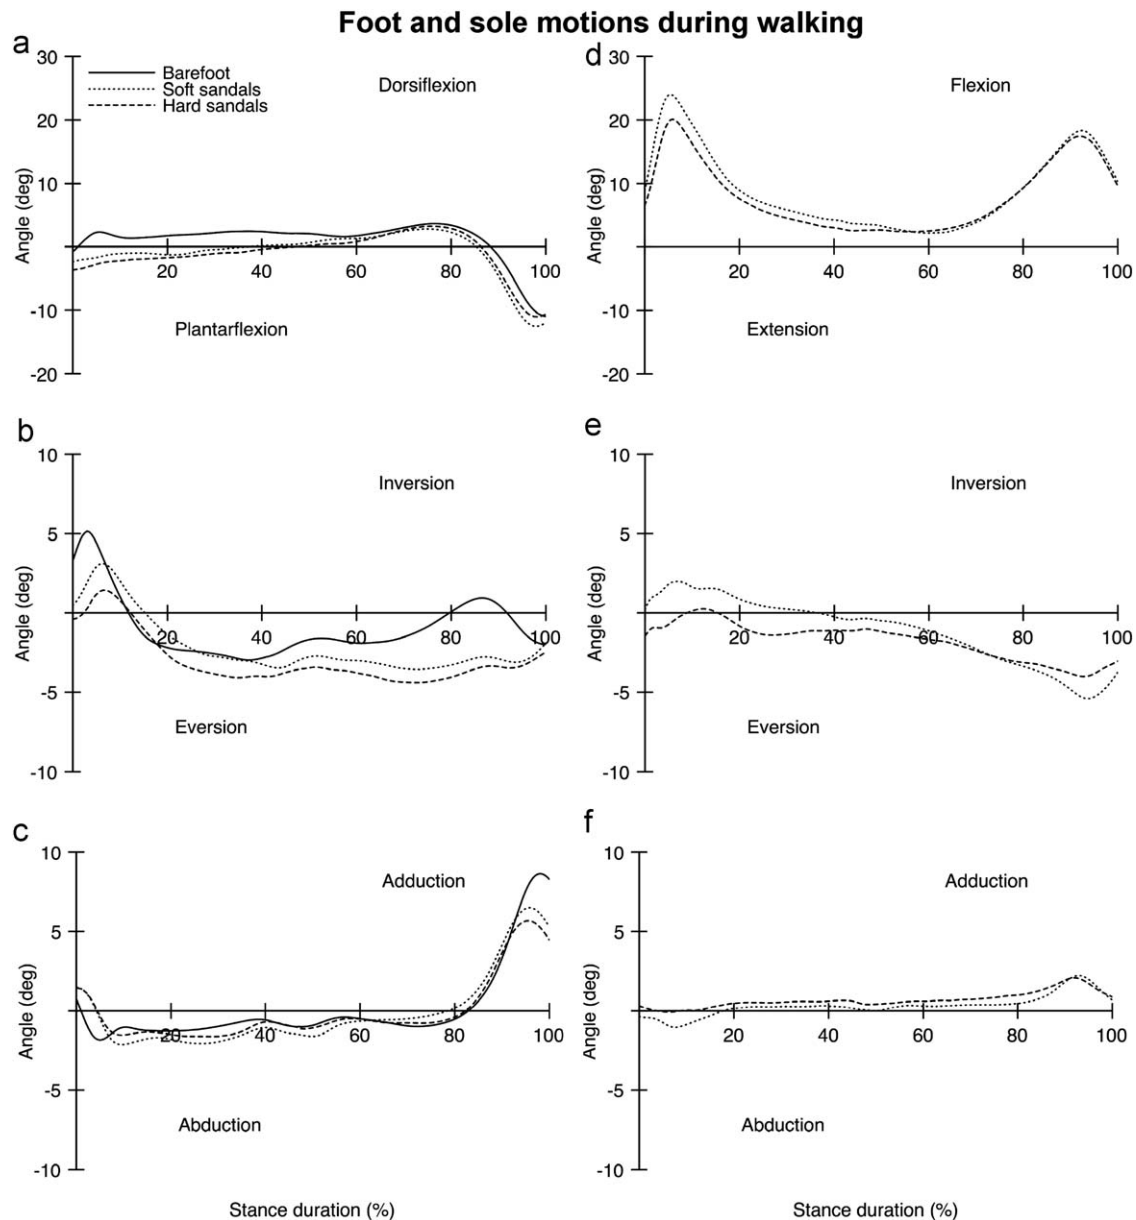 Foot and sole motions during walking
a
30
20
10
-10
-20
Angle (deg)
Barefoot
Soft sandals
Hard sandals
Dorsiflexion
20 40 60 80 100
Plantarflexion
d
30
20
10
-10
-20
Angle (deg)
Flexion
20 40 60 80 100
Extension
b
10
5
-5
-10
Angle (deg)
Inversion
20 40 60 80 100
Eversion
e
10
5
-5
-10
Angle (deg)
Inversion
20 40 60 80 100
Eversion
c
10
5
-5
-10
Angle (deg)
Adduction
20 40 60 80 100
Abduction
Stance duration (%)
f
10
5
-5
-10
Angle (deg)
Adduction
20 40 60 80 100
Abduction
Stance duration (%)